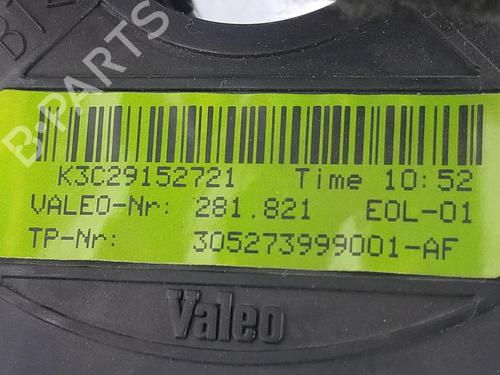 K3C29152721 Time 10:52
VALEO-Nr: 281.821 EOL-01
TP-Nr: 305273999001-AF
Valeo
B-PARTS